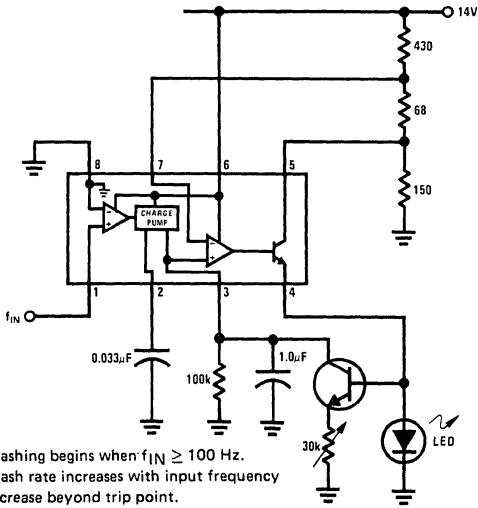 14V
430
68
150
8
7
6
5
CHARGE
PUMP
-
+
-
+
1
2
3
4
fIN
0.033µF
100k
1.0µF
30k
LED
ashing begins when fIN ≥ 100 Hz.
ash rate increases with input frequency
crease beyond trip point.